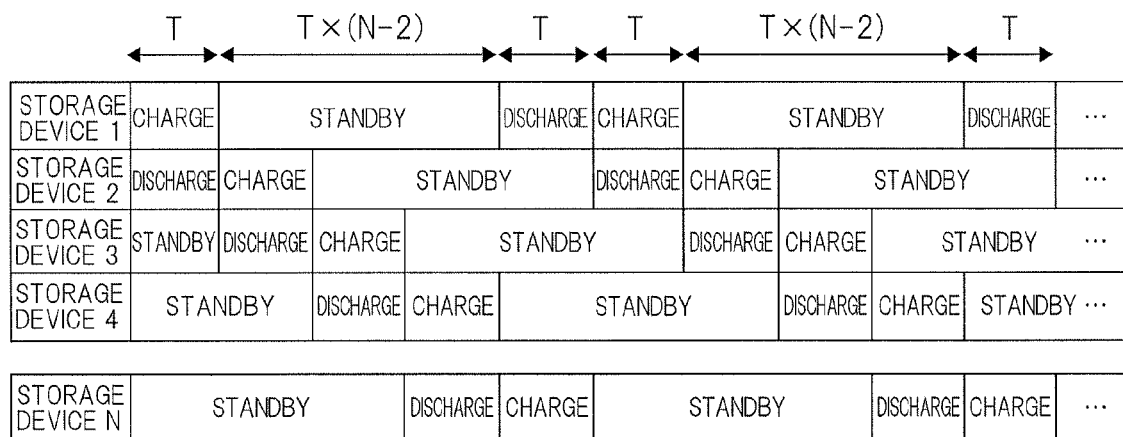 T T×(N-2) T T T×(N-2) T
STORAGE DEVICE 1 CHARGE STANDBY DISCHARGE CHARGE STANDBY DISCHARGE ···
STORAGE DEVICE 2 DISCHARGE CHARGE STANDBY DISCHARGE CHARGE STANDBY ···
STORAGE DEVICE 3 STANDBY DISCHARGE CHARGE STANDBY DISCHARGE CHARGE STANDBY ···
STORAGE DEVICE 4 STANDBY DISCHARGE CHARGE STANDBY DISCHARGE CHARGE STANDBY ···
STORAGE DEVICE N STANDBY DISCHARGE CHARGE STANDBY DISCHARGE CHARGE ···